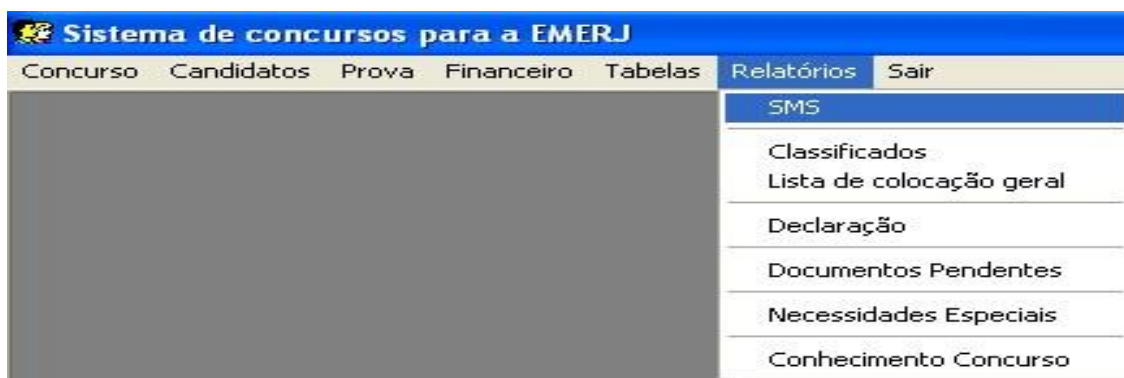 Sistema de concursos para a EMERJ
Concurso Candidatos Prova Financeiro Tabelas Relatórios Sair
SMS
Classificados
Lista de colocação geral
Declaração
Documentos Pendentes
Necessidades Especiais
Conhecimento Concurso